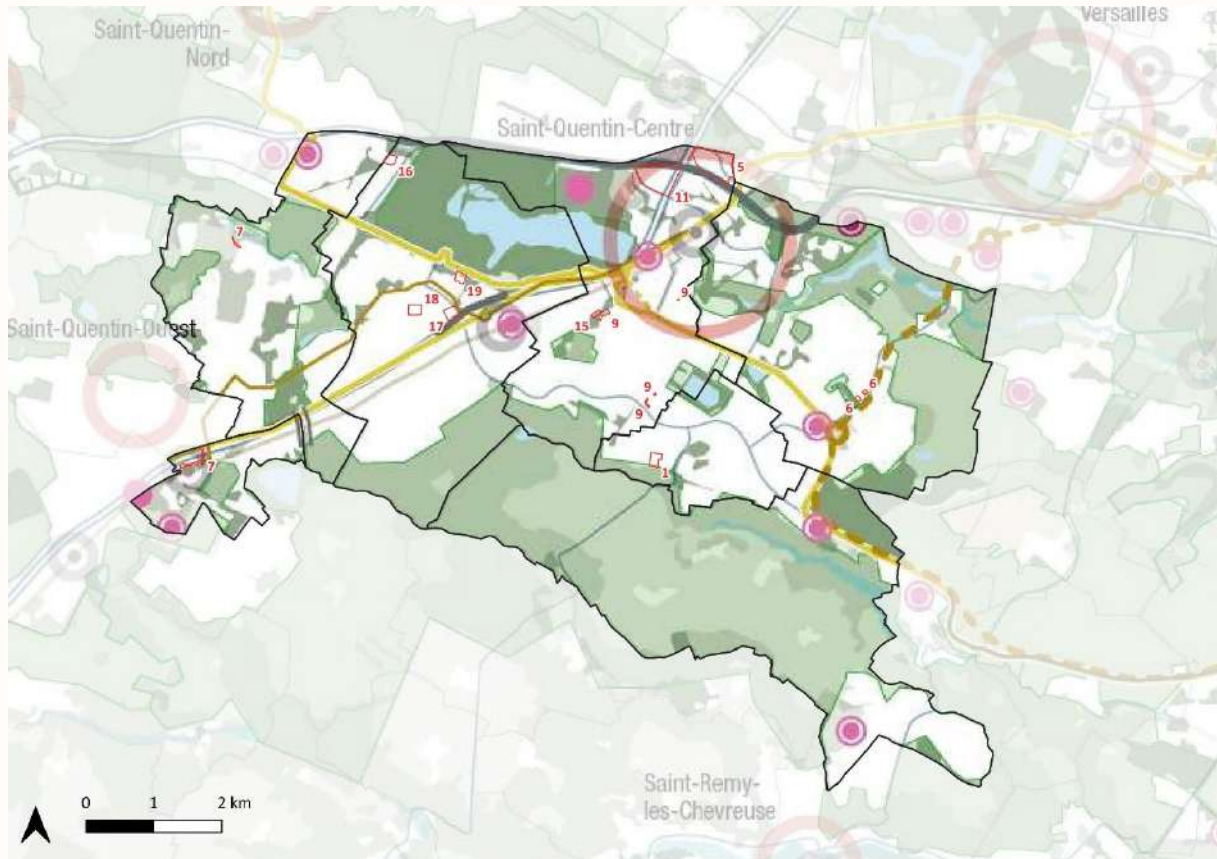 Versailles
Saint-Quentin-
Nord
Saint-Quentin-Centre
5
16
11
7
9
19
18
17
15
9
Saint-Quentin-Ouest
6
9
6
9
1
7
0 1 2 km
Saint-Remy-
les-Chevreuse